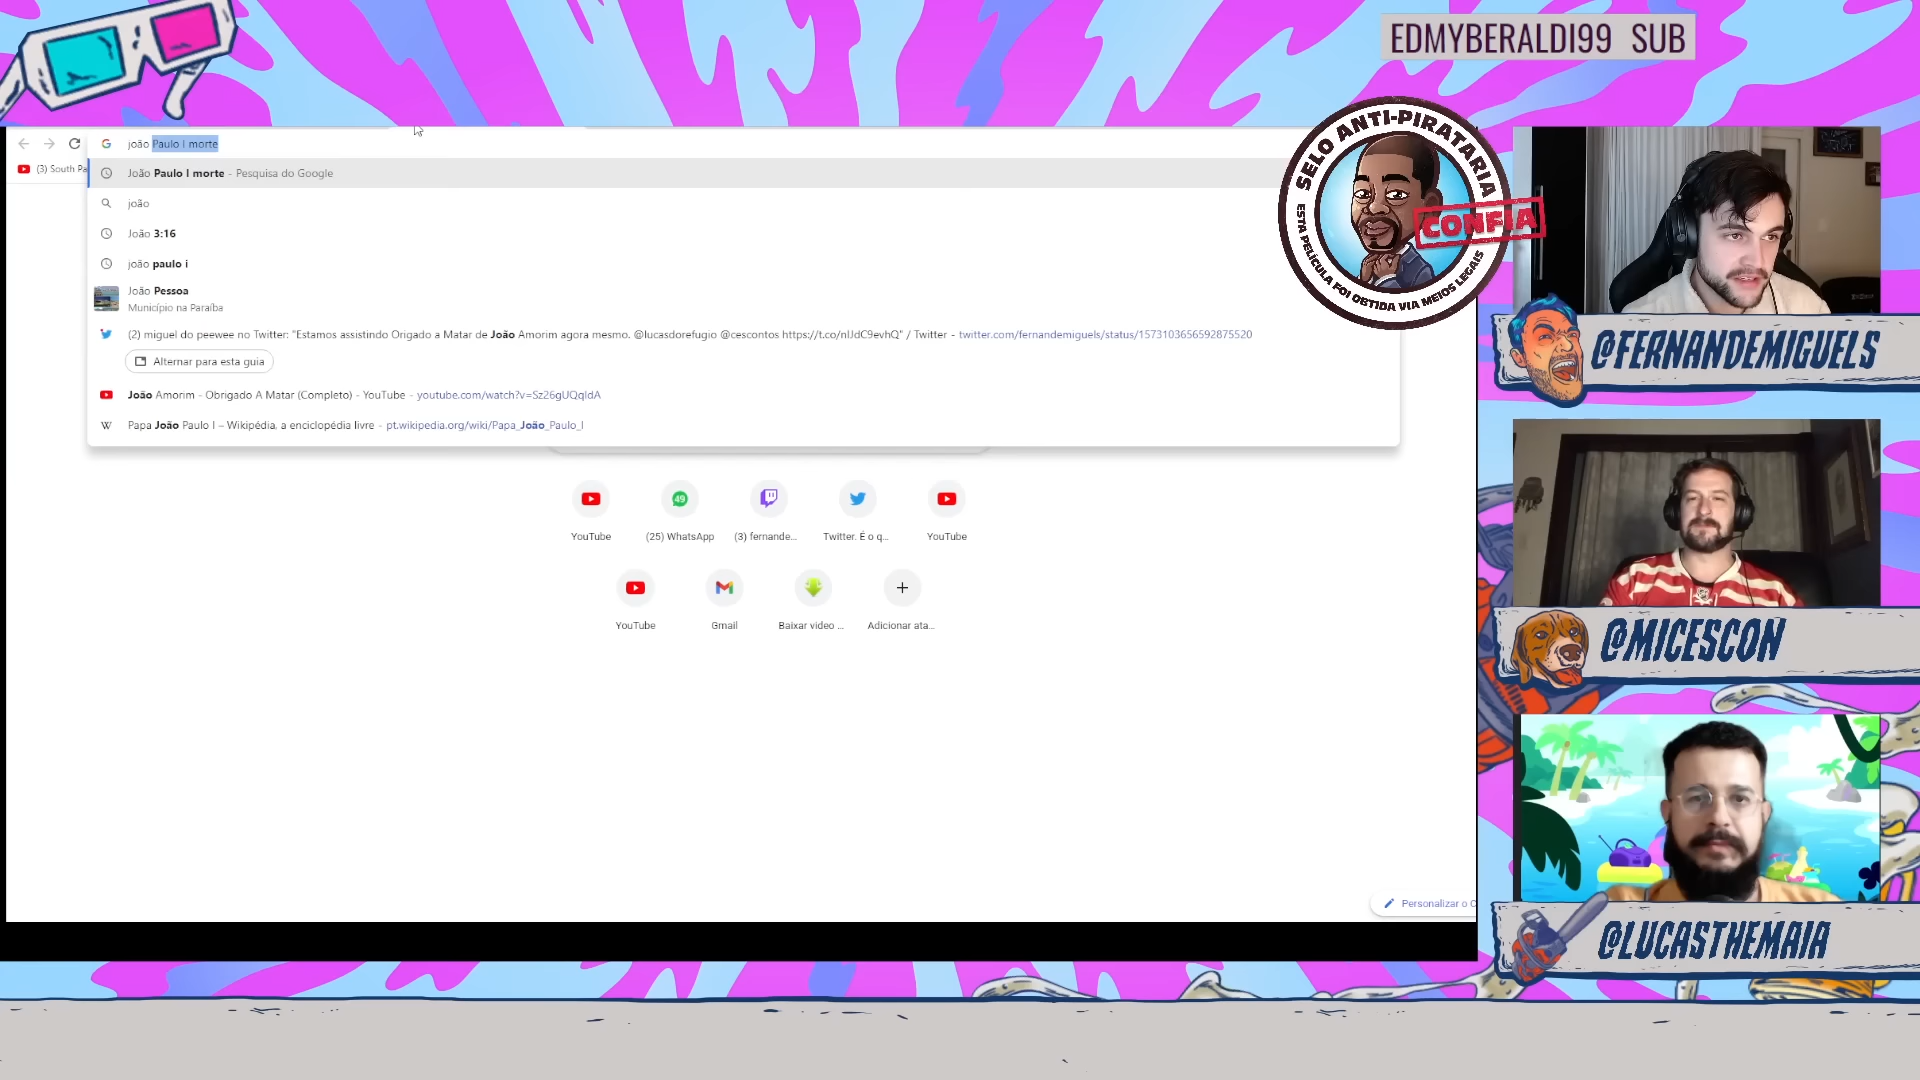 EDMYBERALDI99 SUB
joão Paulo I morte
(3) South Pa
João Paulo I morte - Pesquisa do Google
joão
João 3:16
joão paulo i
João Pessoa
Município na Paraíba
(2) miguel do peewee no Twitter: "Estamos assistindo Origado a Matar de João Amorim agora mesmo. @lucasdorefugio @cescontos https://t.co/nlJdC9evhQ" / Twitter - twitter.com/fernandemiguels/status/1573103656592875520
Alternar para esta guia
João Amorim - Obrigado A Matar (Completo) - YouTube - youtube.com/watch?v=Sz26gUQqldA
Papa João Paulo I – Wikipédia, a enciclopédia livre - pt.wikipedia.org/wiki/Papa_João_Paulo_I
SELO ANTI-PIRATARIA
CONFIA
ESTA PELÍCULA FOI OBTIDA VIA MEIOS LEGAIS
@FERNANDEMIGUELS
49
YouTube
(25) WhatsApp
(3) fernande...
Twitter. É o q...
YouTube
YouTube
Gmail
Baixar video ...
Adicionar ata...
@MICESCON
Personalizar o C
@LUCASTHEMAIA